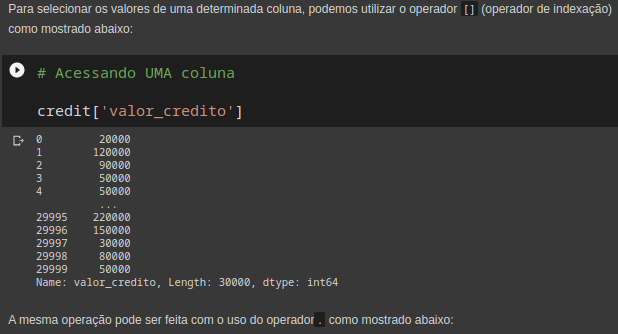 Para selecionar os valores de uma determinada coluna, podemos utilizar o operador [] (operador de indexação)
como mostrado abaixo:
# Acessando UMA coluna
credit['valor_credito']
0 20000
1 120000
2 90000
3 50000
4 50000
...
29995 220000
29996 150000
29997 30000
29998 80000
29999 50000
Name: valor_credito, Length: 30000, dtype: int64
A mesma operação pode ser feita com o uso do operador . como mostrado abaixo: